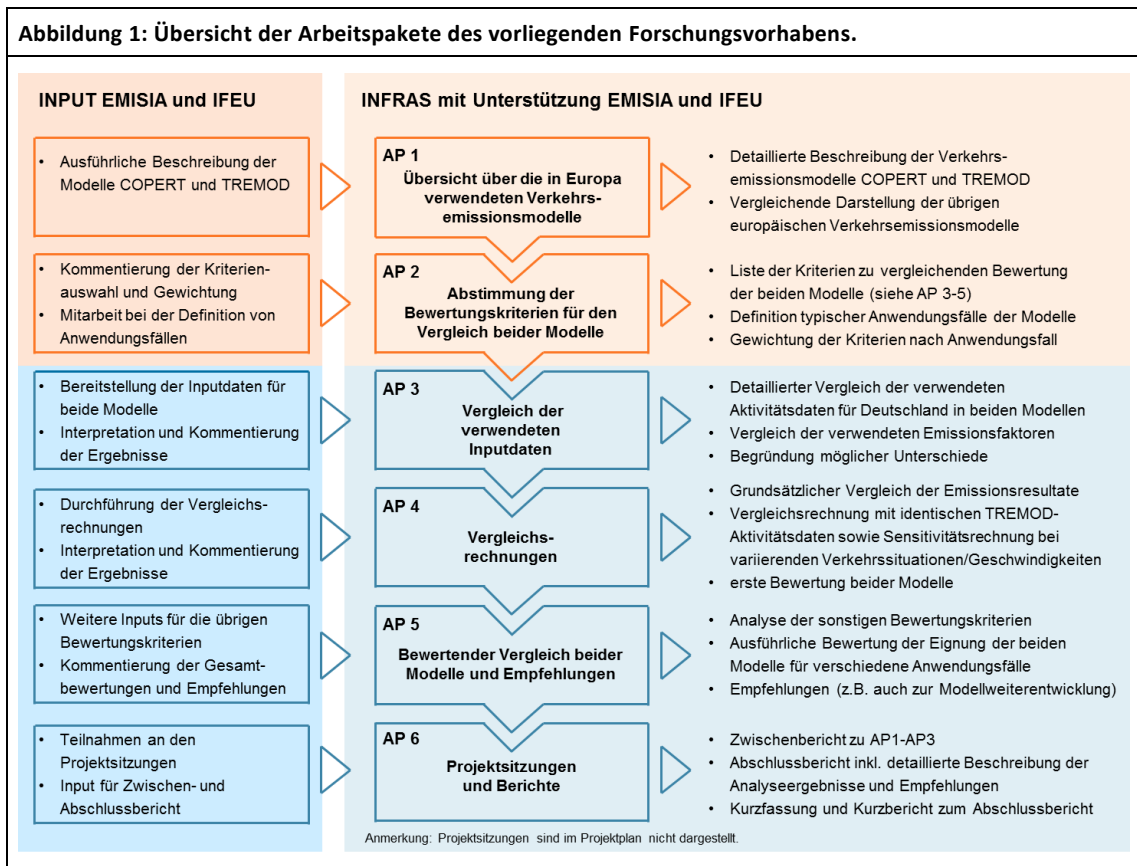 Abbildung 1: Übersicht der Arbeitspakete des vorliegenden Forschungsvorhabens.
INPUT EMISIA und IFEU
INFRAS mit Unterstützung EMISIA und IFEU
• Ausführliche Beschreibung der
Modelle COPERT und TREMOD
AP 1
Übersicht über die in Europa
verwendeten Verkehrs-
emissionsmodelle
• Detaillierte Beschreibung der Verkehrs-
emissionsmodelle COPERT und TREMOD
• Vergleichende Darstellung der übrigen
europäischen Verkehrsemissionsmodelle
• Kommentierung der Kriterien-
auswahl und Gewichtung
• Mitarbeit bei der Definition von
Anwendungsfällen
AP 2
Abstimmung der
Bewertungskriterien für den
Vergleich beider Modelle
• Liste der Kriterien zu vergleichenden Bewertung
der beiden Modelle (siehe AP 3-5)
• Definition typischer Anwendungsfälle der Modelle
• Gewichtung der Kriterien nach Anwendungsfall
• Bereitstellung der Inputdaten für
beide Modelle
• Interpretation und Kommentierung
der Ergebnisse
AP 3
Vergleich der
verwendeten
Inputdaten
• Detaillierter Vergleich der verwendeten
Aktivitätsdaten für Deutschland in beiden Modellen
• Vergleich der verwendeten Emissionsfaktoren
• Begründung möglicher Unterschiede
• Durchführung der Vergleichs-
rechnungen
• Interpretation und Kommentierung
der Ergebnisse
AP 4
Vergleichs-
rechnungen
• Grundsätzlicher Vergleich der Emissionsresultate
• Vergleichsrechnung mit identischen TREMOD-
Aktivitätsdaten sowie Sensitivitätsrechnung bei
variierenden Verkehrssituationen/Geschwindigkeiten
• erste Bewertung beider Modelle
• Weitere Inputs für die übrigen
Bewertungskriterien
• Kommentierung der Gesamt-
bewertungen und Empfehlungen
AP 5
Bewertender Vergleich beider
Modelle und Empfehlungen
• Analyse der sonstigen Bewertungskriterien
• Ausführliche Bewertung der Eignung der beiden
Modelle für verschiedene Anwendungsfälle
• Empfehlungen (z.B. auch zur Modellweiterentwicklung)
• Teilnahmen an den
Projektsitzungen
• Input für Zwischen- und
Abschlussbericht
AP 6
Projektsitzungen
und Berichte
• Zwischenbericht zu AP1-AP3
• Abschlussbericht inkl. detaillierte Beschreibung der
Analyseergebnisse und Empfehlungen
• Kurzfassung und Kurzbericht zum Abschlussbericht
Anmerkung: Projektsitzungen sind im Projektplan nicht dargestellt.